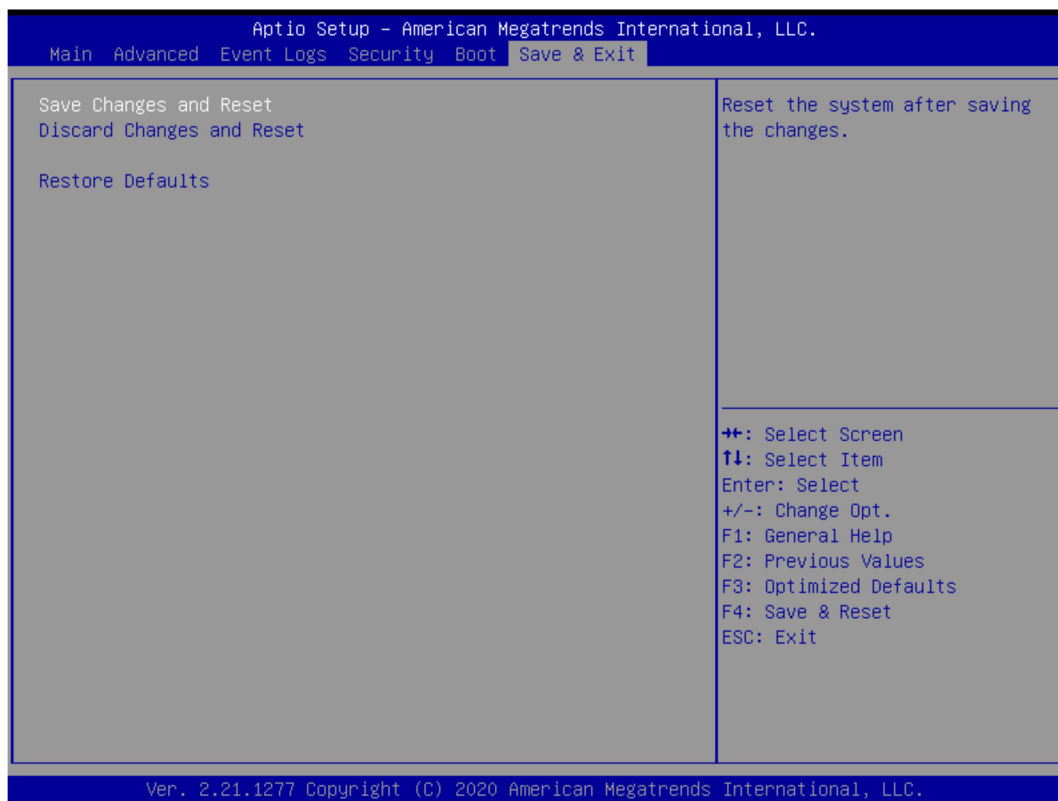 Aptio Setup – American Megatrends International, LLC.
Main Advanced Event Logs Security Boot Save & Exit
Save Changes and Reset
Discard Changes and Reset
Restore Defaults
Reset the system after saving
the changes.
→←: Select Screen
↑↓: Select Item
Enter: Select
+/-: Change Opt.
F1: General Help
F2: Previous Values
F3: Optimized Defaults
F4: Save & Reset
ESC: Exit
Ver. 2.21.1277 Copyright (C) 2020 American Megatrends International, LLC.